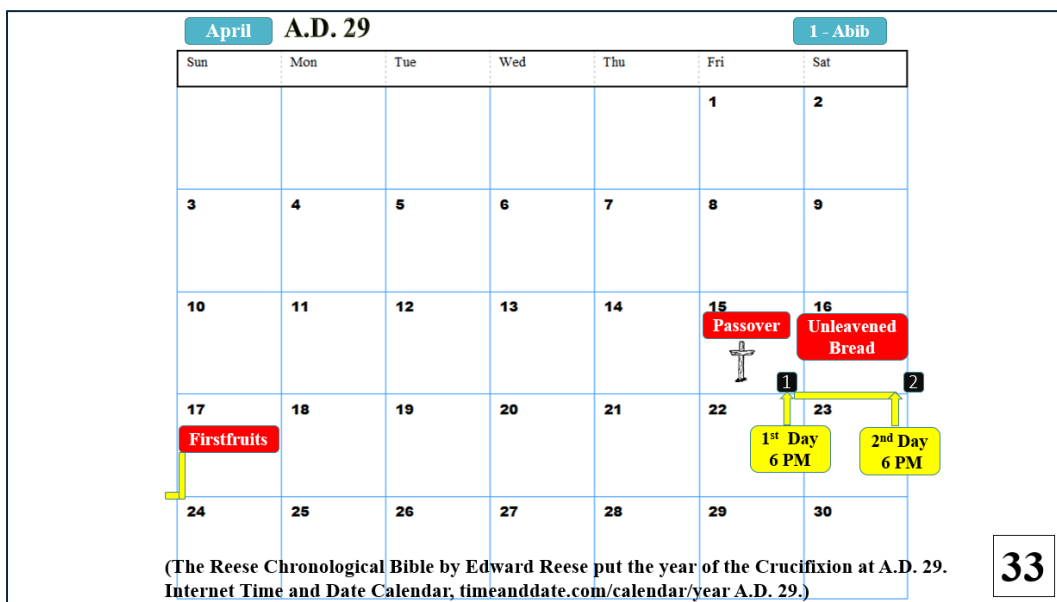 April A.D. 29 1 - Abib
Sun Mon Tue Wed Thu Fri Sat
1 2
3 4 5 6 7 8 9
10 11 12 13 14 15 16
Passover
Unleavened
Bread
1 2
17 18 19 20 21 22 23
Firstfruits
1st Day
6 PM
2nd Day
6 PM
24 25 26 27 28 29 30
(The Reese Chronological Bible by Edward Reese put the year of the Crucifixion at A.D. 29.
Internet Time and Date Calendar, timeanddate.com/calendar/year A.D. 29.)
33